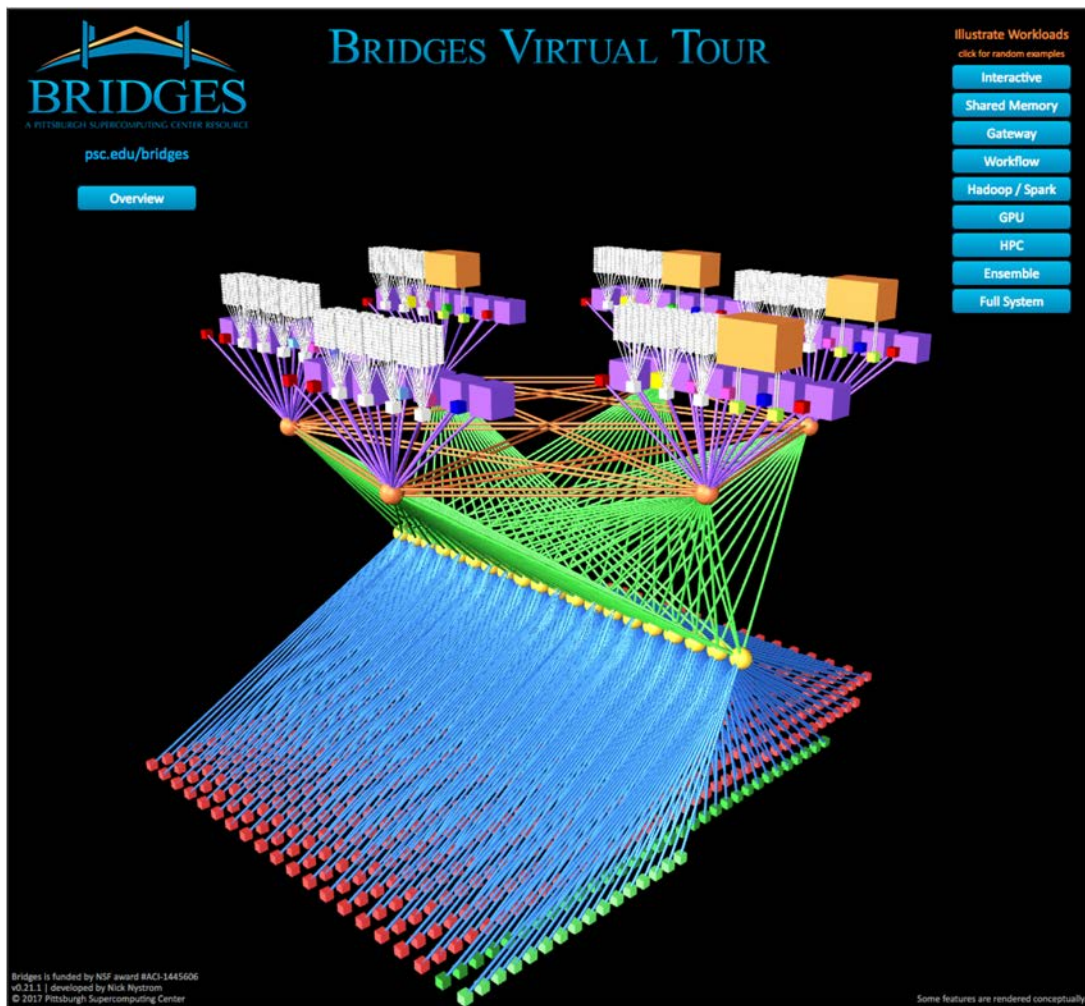 BRIDGES
A PITTSBURGH SUPERCOMPUTING CENTER RESOURCE
psc.edu/bridges
Overview
BRIDGES VIRTUAL TOUR
Illustrate Workloads
click for random examples
Interactive
Shared Memory
Gateway
Workflow
Hadoop / Spark
GPU
HPC
Ensemble
Full System
Bridges is funded by NSF award #ACI-1445606
v0.21.1 | developed by Nick Nystrom
© 2017 Pittsburgh Supercomputing Center
Some features are rendered conceptually.